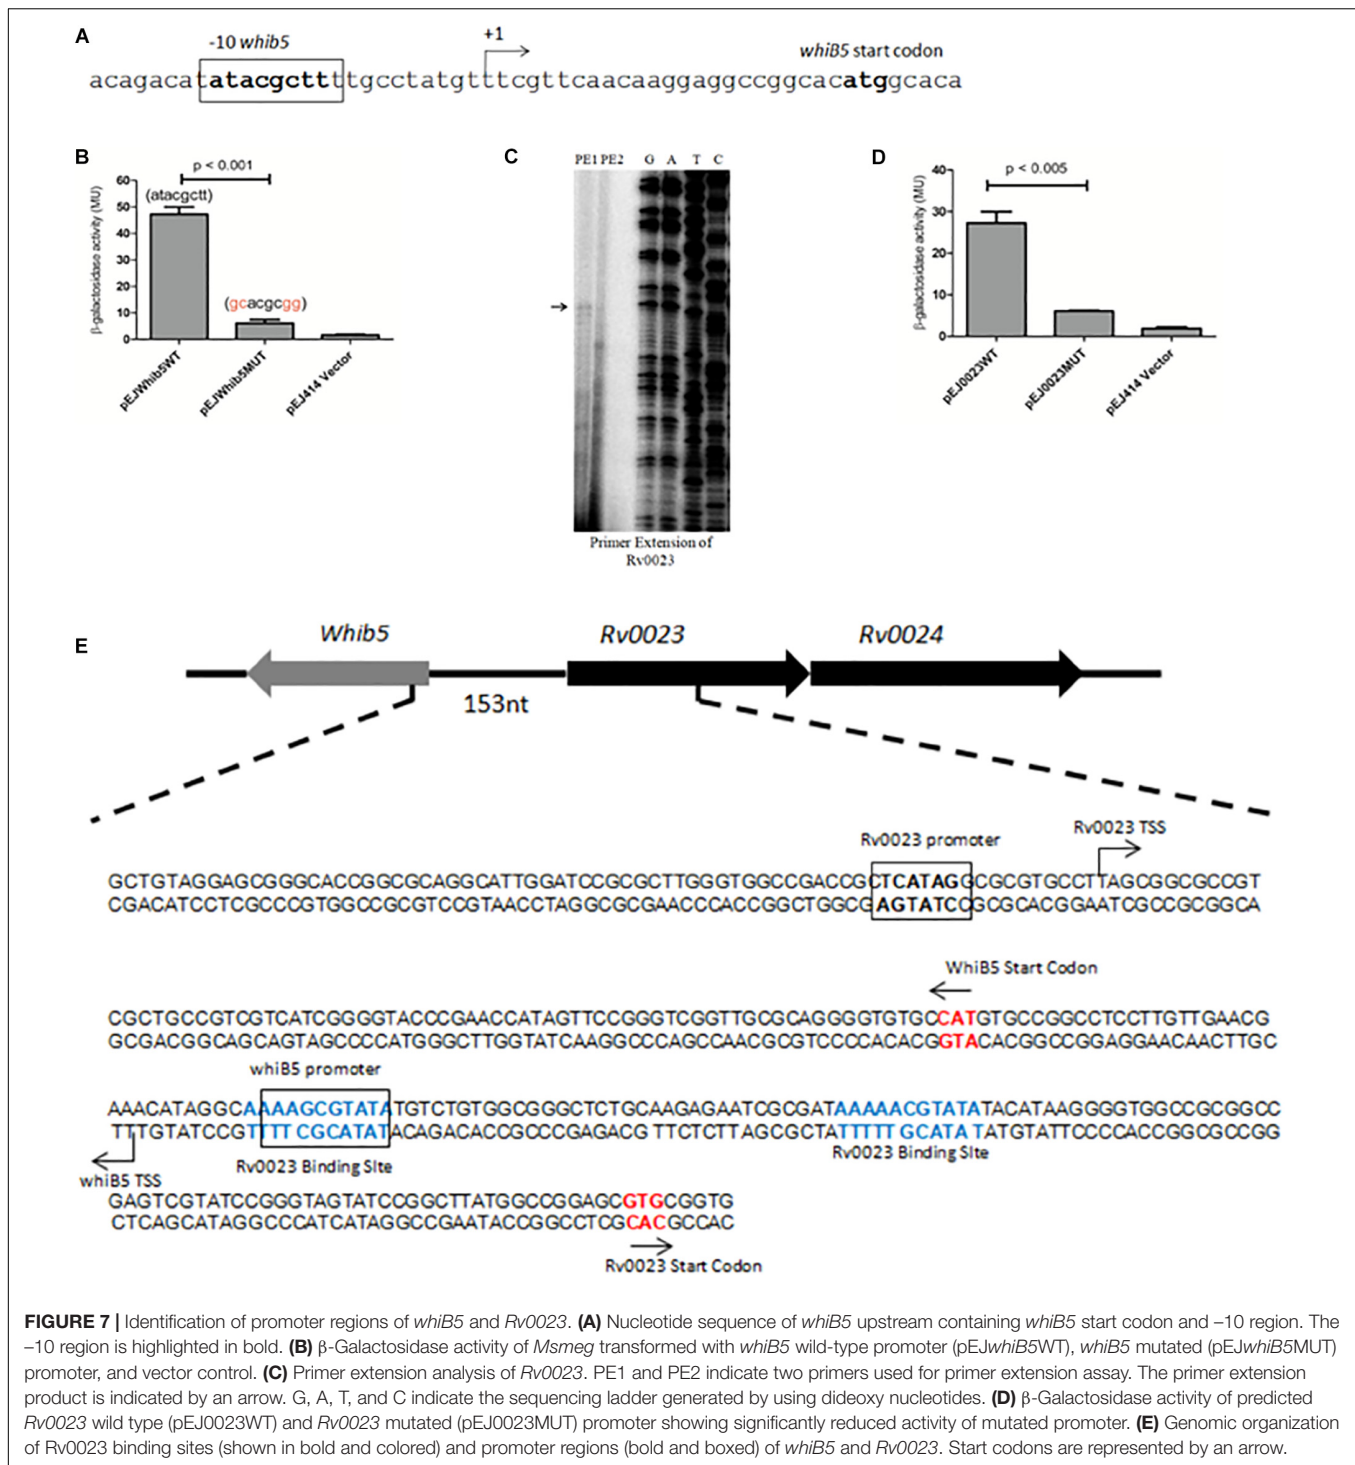 A
-10 whib5
+1
whiB5 start codon
acagacatatacgcttttgcctatgtttcgttcaacaaggaggccggcacatggcaca
B
p < 0.001
60
50
40
30
20
10
0
β-galactosidase activity (MU)
(atacgctt)
(gcacgcgg)
pEJWhib5WT
pEJWhib5MUT
pEJ414 Vector
C
PE1 PE2 G A T C
Primer Extension of
Rv0023
D
p < 0.005
40
30
20
10
0
β-galactosidase activity (MU)
pEJ0023WT
pEJ0023MUT
pEJ414 Vector
E
Whib5 Rv0023 Rv0024
153nt
Rv0023 promoter
Rv0023 TSS
GCTGTAGGAGCGGGCACCGGCGCAGGCATTGGATCCGCGCTTGGGTGGCCGACCGCTCATAGGCGCGTGCCTTAGCGGCGCCGT
CGACATCCTCGCCCGTGGCCGCGTCCGTAACCTAGGCGCGAACCCACCGGCTGGCGAGTATCCGCGCACGGAATCGCCGCGGCA
WhiB5 Start Codon
CGCTGCCGTCGTCATCGGGGTACCCGAACCATAGTTCCGGGTCGGTTGCGCAGGGGTGTGCCATGTGCCGGCCTCCTTGTTGAACG
GCGACGGCAGCAGTAGCCCCATGGGCTTGGTATCAAGGCCCAGCCAACGCGTCCCCACACGGTACACGGCCGGAGGAACAACTTGC
whiB5 promoter
AAACATAGGCAAAAGCGTATATGTCTGTGGCGGGCTCTGCAAGAGAATCGCGATAAAAACGTATATACATAAGGGGTGGCCGCGGCC
TTTGTATCCGTTTTCGCATATACAGACACCGCCCGAGACG TTCTCTTAGCGCTATTTTTGCATATATGTATTCCCCACCGGCGCCGG
whiB5 TSS
Rv0023 Binding SIte
Rv0023 Binding SIte
GAGTCGTATCCGGGTAGTATCCGGCTTATGGCCGGAGCGTGCGGTG
CTCAGCATAGGCCCATCATAGGCCGAATACCGGCCTCGCACGCCAC
Rv0023 Start Codon
FIGURE 7 | Identification of promoter regions of whiB5 and Rv0023. (A) Nucleotide sequence of whiB5 upstream containing whiB5 start codon and –10 region. The
–10 region is highlighted in bold. (B) β-Galactosidase activity of Msmeg transformed with whiB5 wild-type promoter (pEJwhiB5WT), whiB5 mutated (pEJwhiB5MUT)
promoter, and vector control. (C) Primer extension analysis of Rv0023. PE1 and PE2 indicate two primers used for primer extension assay. The primer extension
product is indicated by an arrow. G, A, T, and C indicate the sequencing ladder generated by using dideoxy nucleotides. (D) β-Galactosidase activity of predicted
Rv0023 wild type (pEJ0023WT) and Rv0023 mutated (pEJ0023MUT) promoter showing significantly reduced activity of mutated promoter. (E) Genomic organization
of Rv0023 binding sites (shown in bold and colored) and promoter regions (bold and boxed) of whiB5 and Rv0023. Start codons are represented by an arrow.